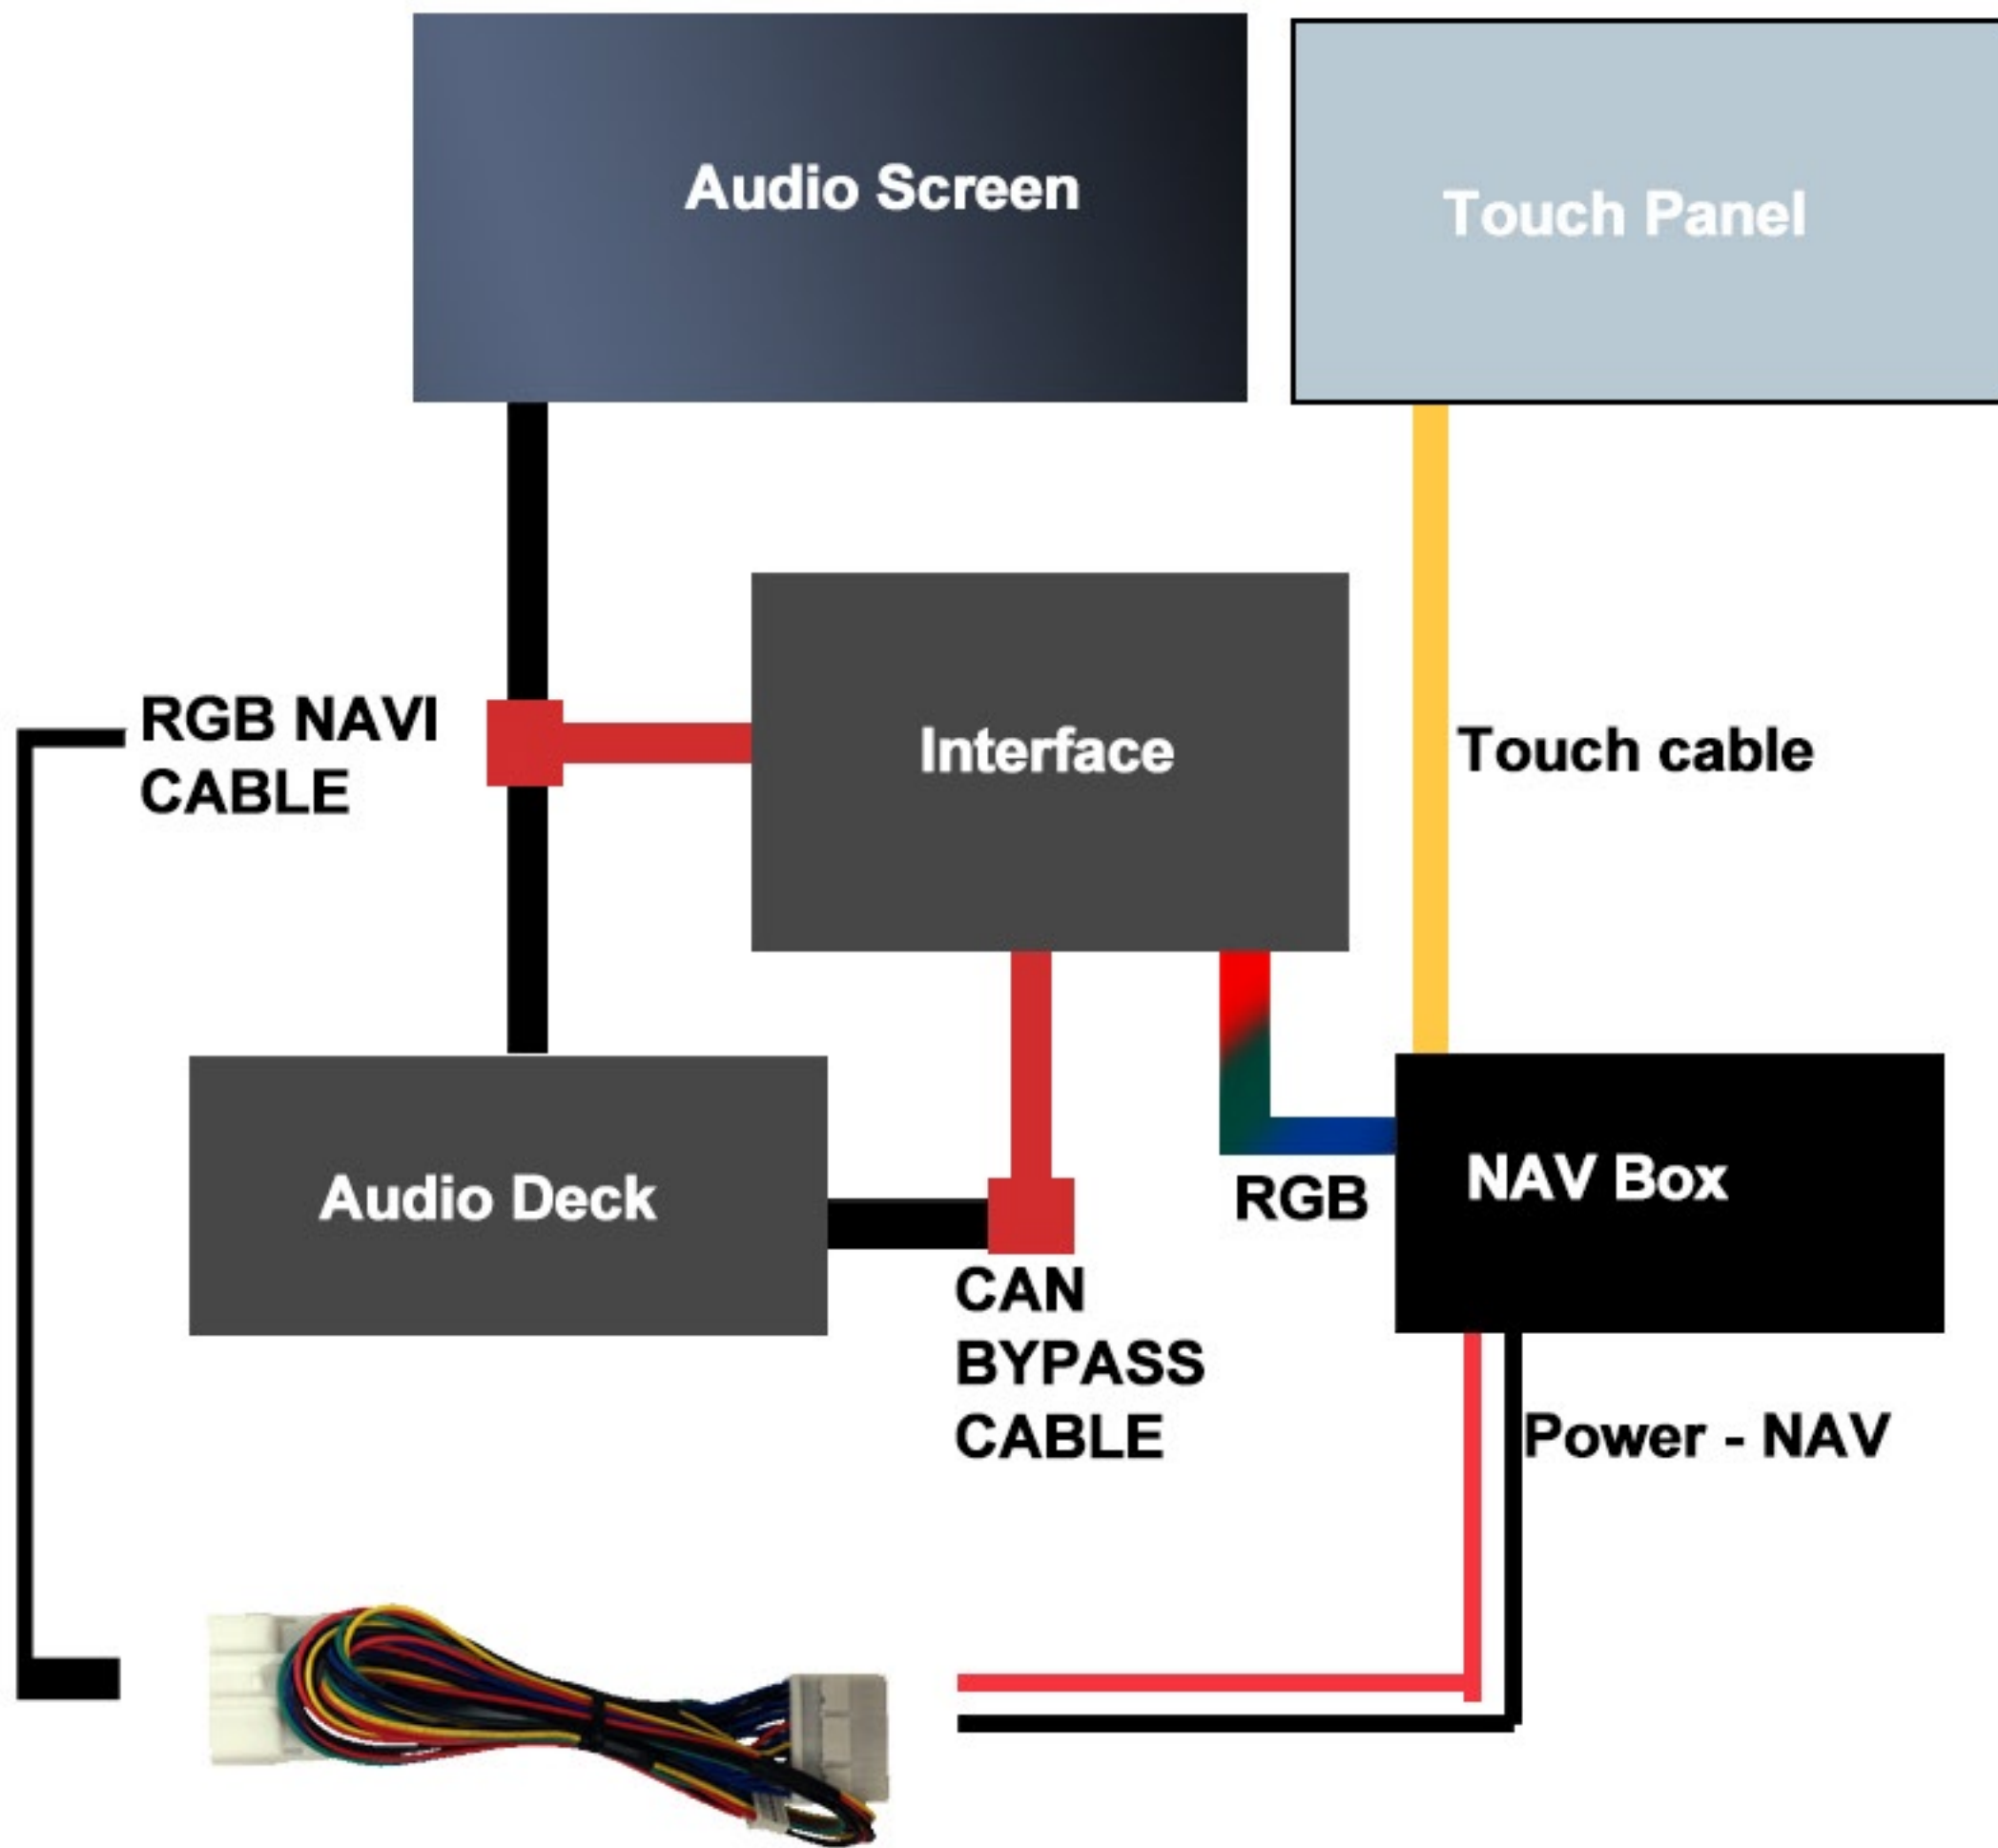 Audio Screen
Touch Panel
RGB NAVI
CABLE
Interface
Touch cable
Audio Deck
RGB
NAV Box
CAN
BYPASS
CABLE
Power - NAV